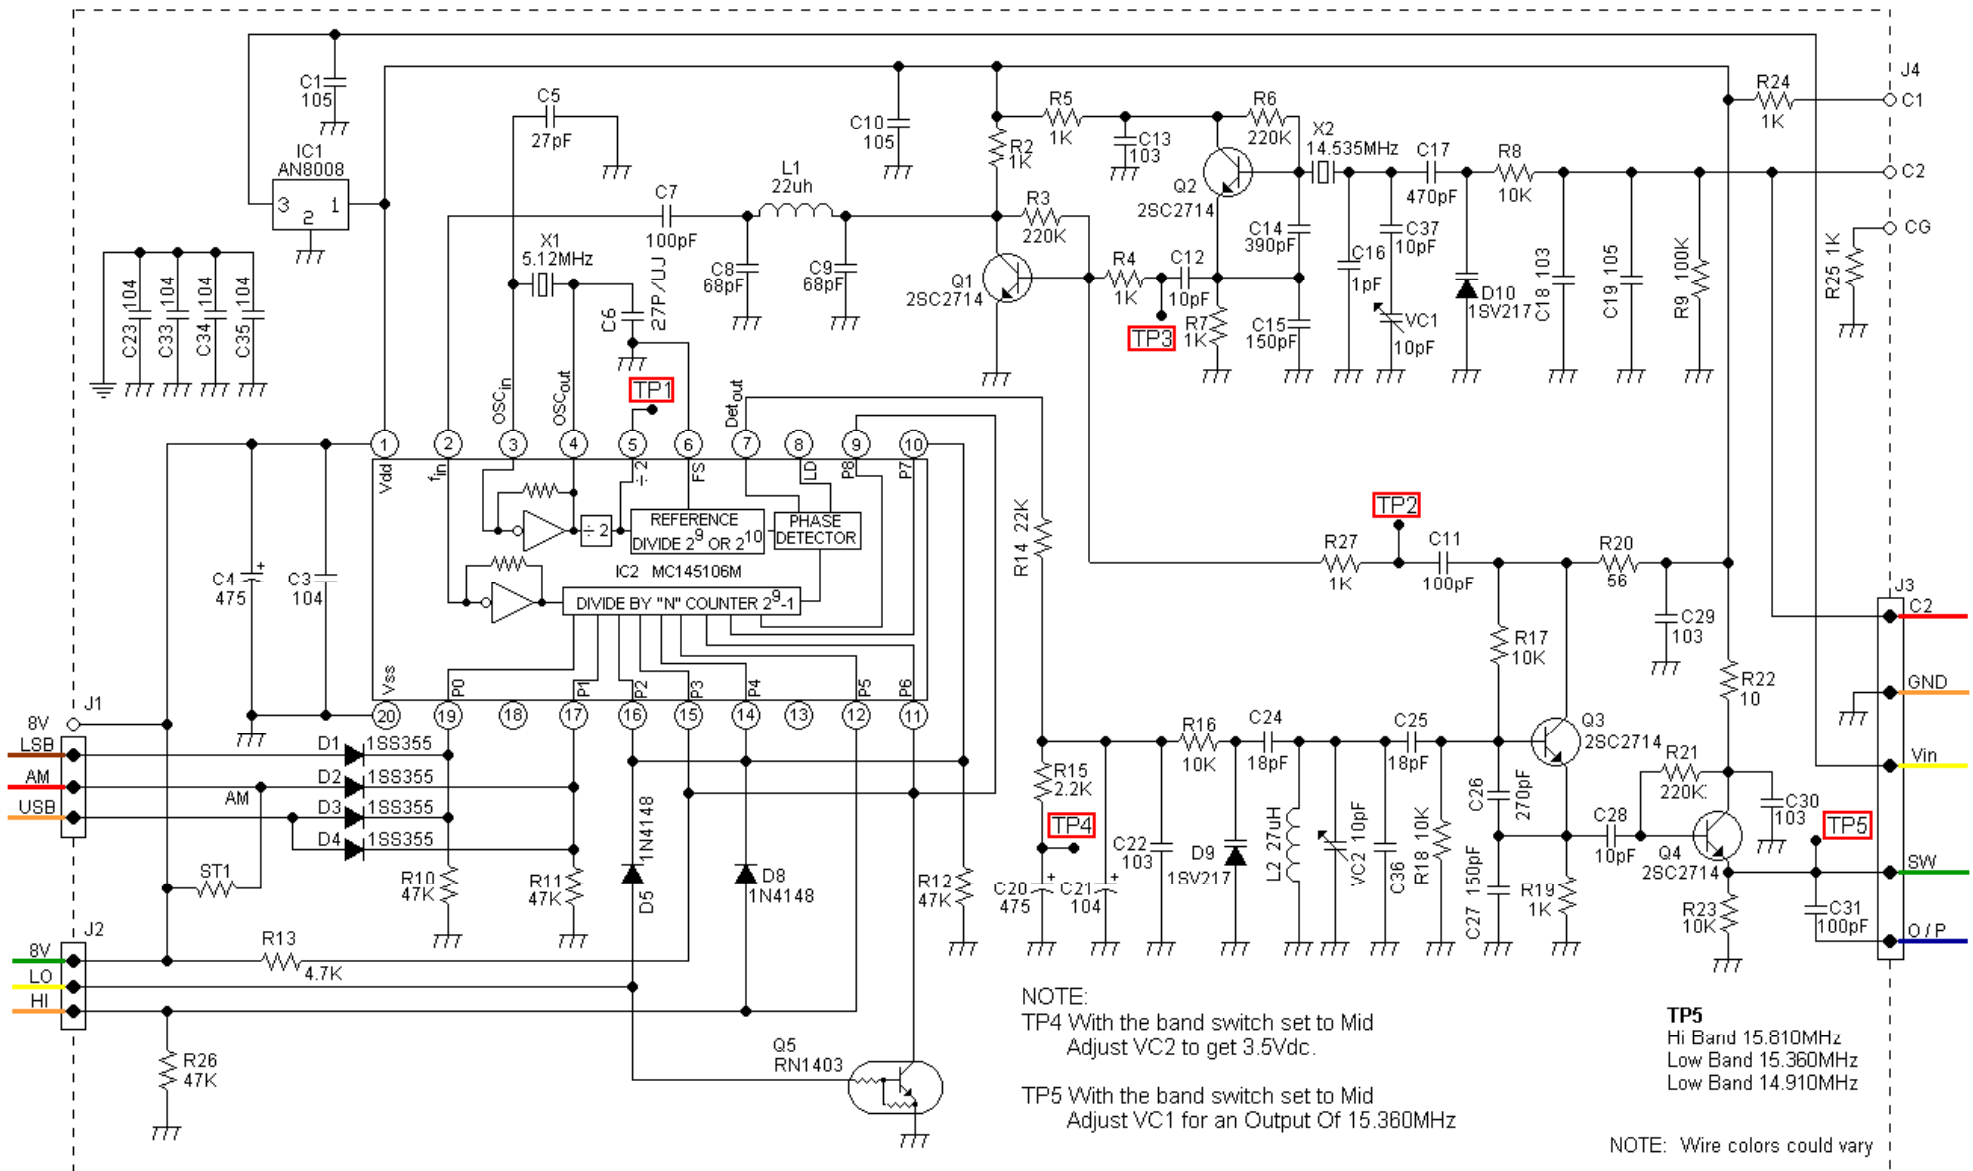 J4
C1
105
R24
1K
C1
C5
27pF
C10
105
R5
1K
R6
220K
R2
1K
C13
103
X2
14.535MHz
C17
470pF
R8
10K
C2
IC1
AN8008
3
2
1
L1
22uh
C7
100pF
R3
220K
Q2
2SC2714
C14
390pF
C37
10pF
CG
R25 1K
X1
5.12MHz
C8
68pF
C9
68pF
Q1
2SC2714
R4
1K
C12
10pF
C16
1pF
D10
1SV217
C18 103
C19 105
R9 100K
C23 104
C33 104
C34 104
C35 104
C6
27P/UJ
TP3
R7
1K
C15
150pF
VC1
10pF
TP1
OSCin
OSCout
Detout
1
2
3
4
5
6
7
8
9
10
Vdd
fin
÷2
FS
LD
P8
P7
÷2
REFERENCE
DIVIDE 2^9 OR 2^10
PHASE
DETECTOR
IC2 MC145106M
DIVIDE BY "N" COUNTER 2^9-1
C4
475
+
C3
104
R14 22K
TP2
R27
1K
C11
100pF
R20
56
C29
103
R17
10K
R22
10
J3
C2
GND
Vin
SW
O / P
Vss
P0
P1
P2
P3
P4
P5
P6
20
19
18
17
16
15
14
13
12
11
J1
8V
LSB
AM
USB
D1
1SS355
D2
1SS355
AM
D3
1SS355
D4
1SS355
ST1
R10
47K
R11
47K
D5
1N4148
D8
1N4148
R12
47K
R15
2.2K
TP4
C20
475
+
C21
104
+
C22
103
R16
10K
D9
1SV217
C24
18pF
L2 27uH
VC2 10pF
C25
18pF
C36
R18 10K
C26
270pF
C27 150pF
Q3
2SC2714
R19
1K
C28
10pF
R21
220K
Q4
2SC2714
R23
10K
C30
103
TP5
C31
100pF
J2
8V
LO
HI
R13
4.7K
R26
47K
Q5
RN1403
NOTE:
TP4 With the band switch set to Mid
Adjust VC2 to get 3.5Vdc.
TP5 With the band switch set to Mid
Adjust VC1 for an Output Of 15.360MHz
TP5
Hi Band 15.810MHz
Low Band 15.360MHz
Low Band 14.910MHz
NOTE: Wire colors could vary